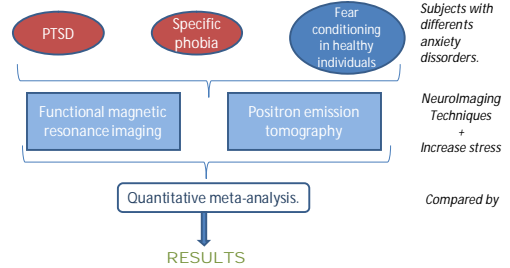 PTSD
Specific
phobia
Fear
conditioning
in healthy
individuals
Subjects with
differents
anxiety
disorders.
Functional magnetic
resonance imaging
Positron emission
tomography
NeuroImaging
Techniques
+
Increase stress
Quantitative meta-analysis.
Compared by
RESULTS